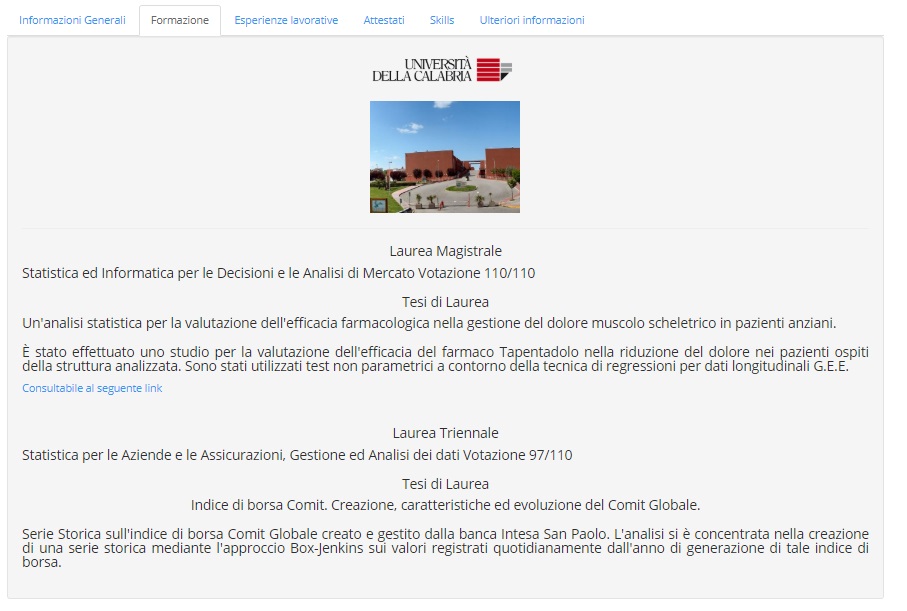 Informazioni Generali Formazione Esperienze lavorative Attestati Skills Ulteriori informazioni
UNIVERSITÀ
DELLA CALABRIA
Laurea Magistrale
Statistica ed Informatica per le Decisioni e le Analisi di Mercato Votazione 110/110
Tesi di Laurea
Un'analisi statistica per la valutazione dell'efficacia farmacologica nella gestione del dolore muscolo scheletrico in pazienti anziani.
È stato effettuato uno studio per la valutazione dell'efficacia del farmaco Tapentadolo nella riduzione del dolore nei pazienti ospiti
della struttura analizzata. Sono stati utilizzati test non parametrici a contorno della tecnica di regressioni per dati longitudinali G.E.E.
Consultabile al seguente link
Laurea Triennale
Statistica per le Aziende e le Assicurazioni, Gestione ed Analisi dei dati Votazione 97/110
Tesi di Laurea
Indice di borsa Comit. Creazione, caratteristiche ed evoluzione del Comit Globale.
Serie Storica sull'indice di borsa Comit Globale creato e gestito dalla banca Intesa San Paolo. L'analisi si è concentrata nella creazione
di una serie storica mediante l'approccio Box-Jenkins sui valori registrati quotidianamente dall'anno di generazione di tale indice di
borsa.